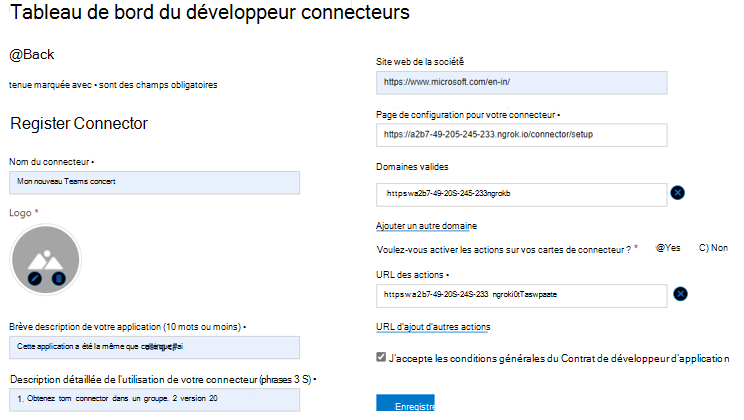 Tableau de bord du développeur connecteurs
@Back
tenue marquée avec • sont des champs obligatoires
Register Connector
Nom du connecteur •
Mon nouveau Teams concert
Logo *
Brève description de votre application (10 mots ou moins) •
Cette application a été la même que
Description détaillée de l'utilisation de votre connecteur (phrases 3 S) •
1. Obtenez tom connector dans un groupe. 2 version 20
Site web de la société
https://www.microsoft.com/en-in/
Page de configuration pour votre connecteur •
https://a2b7-49-205-245-233.ngrok.io/connector/setup
Domaines valides
httpswa2b7-49-20S-245-233ngrokb
Ajouter un autre domaine
Voulez-vous activer les actions sur vos cartes de connecteur ? * @Yes C) Non
URL des actions •
httpswa2b7-49-20S-24S-233 ngroki0tTaswpaate
URL d'ajout d'autres actions
J'accepte les conditions générales du Contrat de développeur d'application
Enregistre